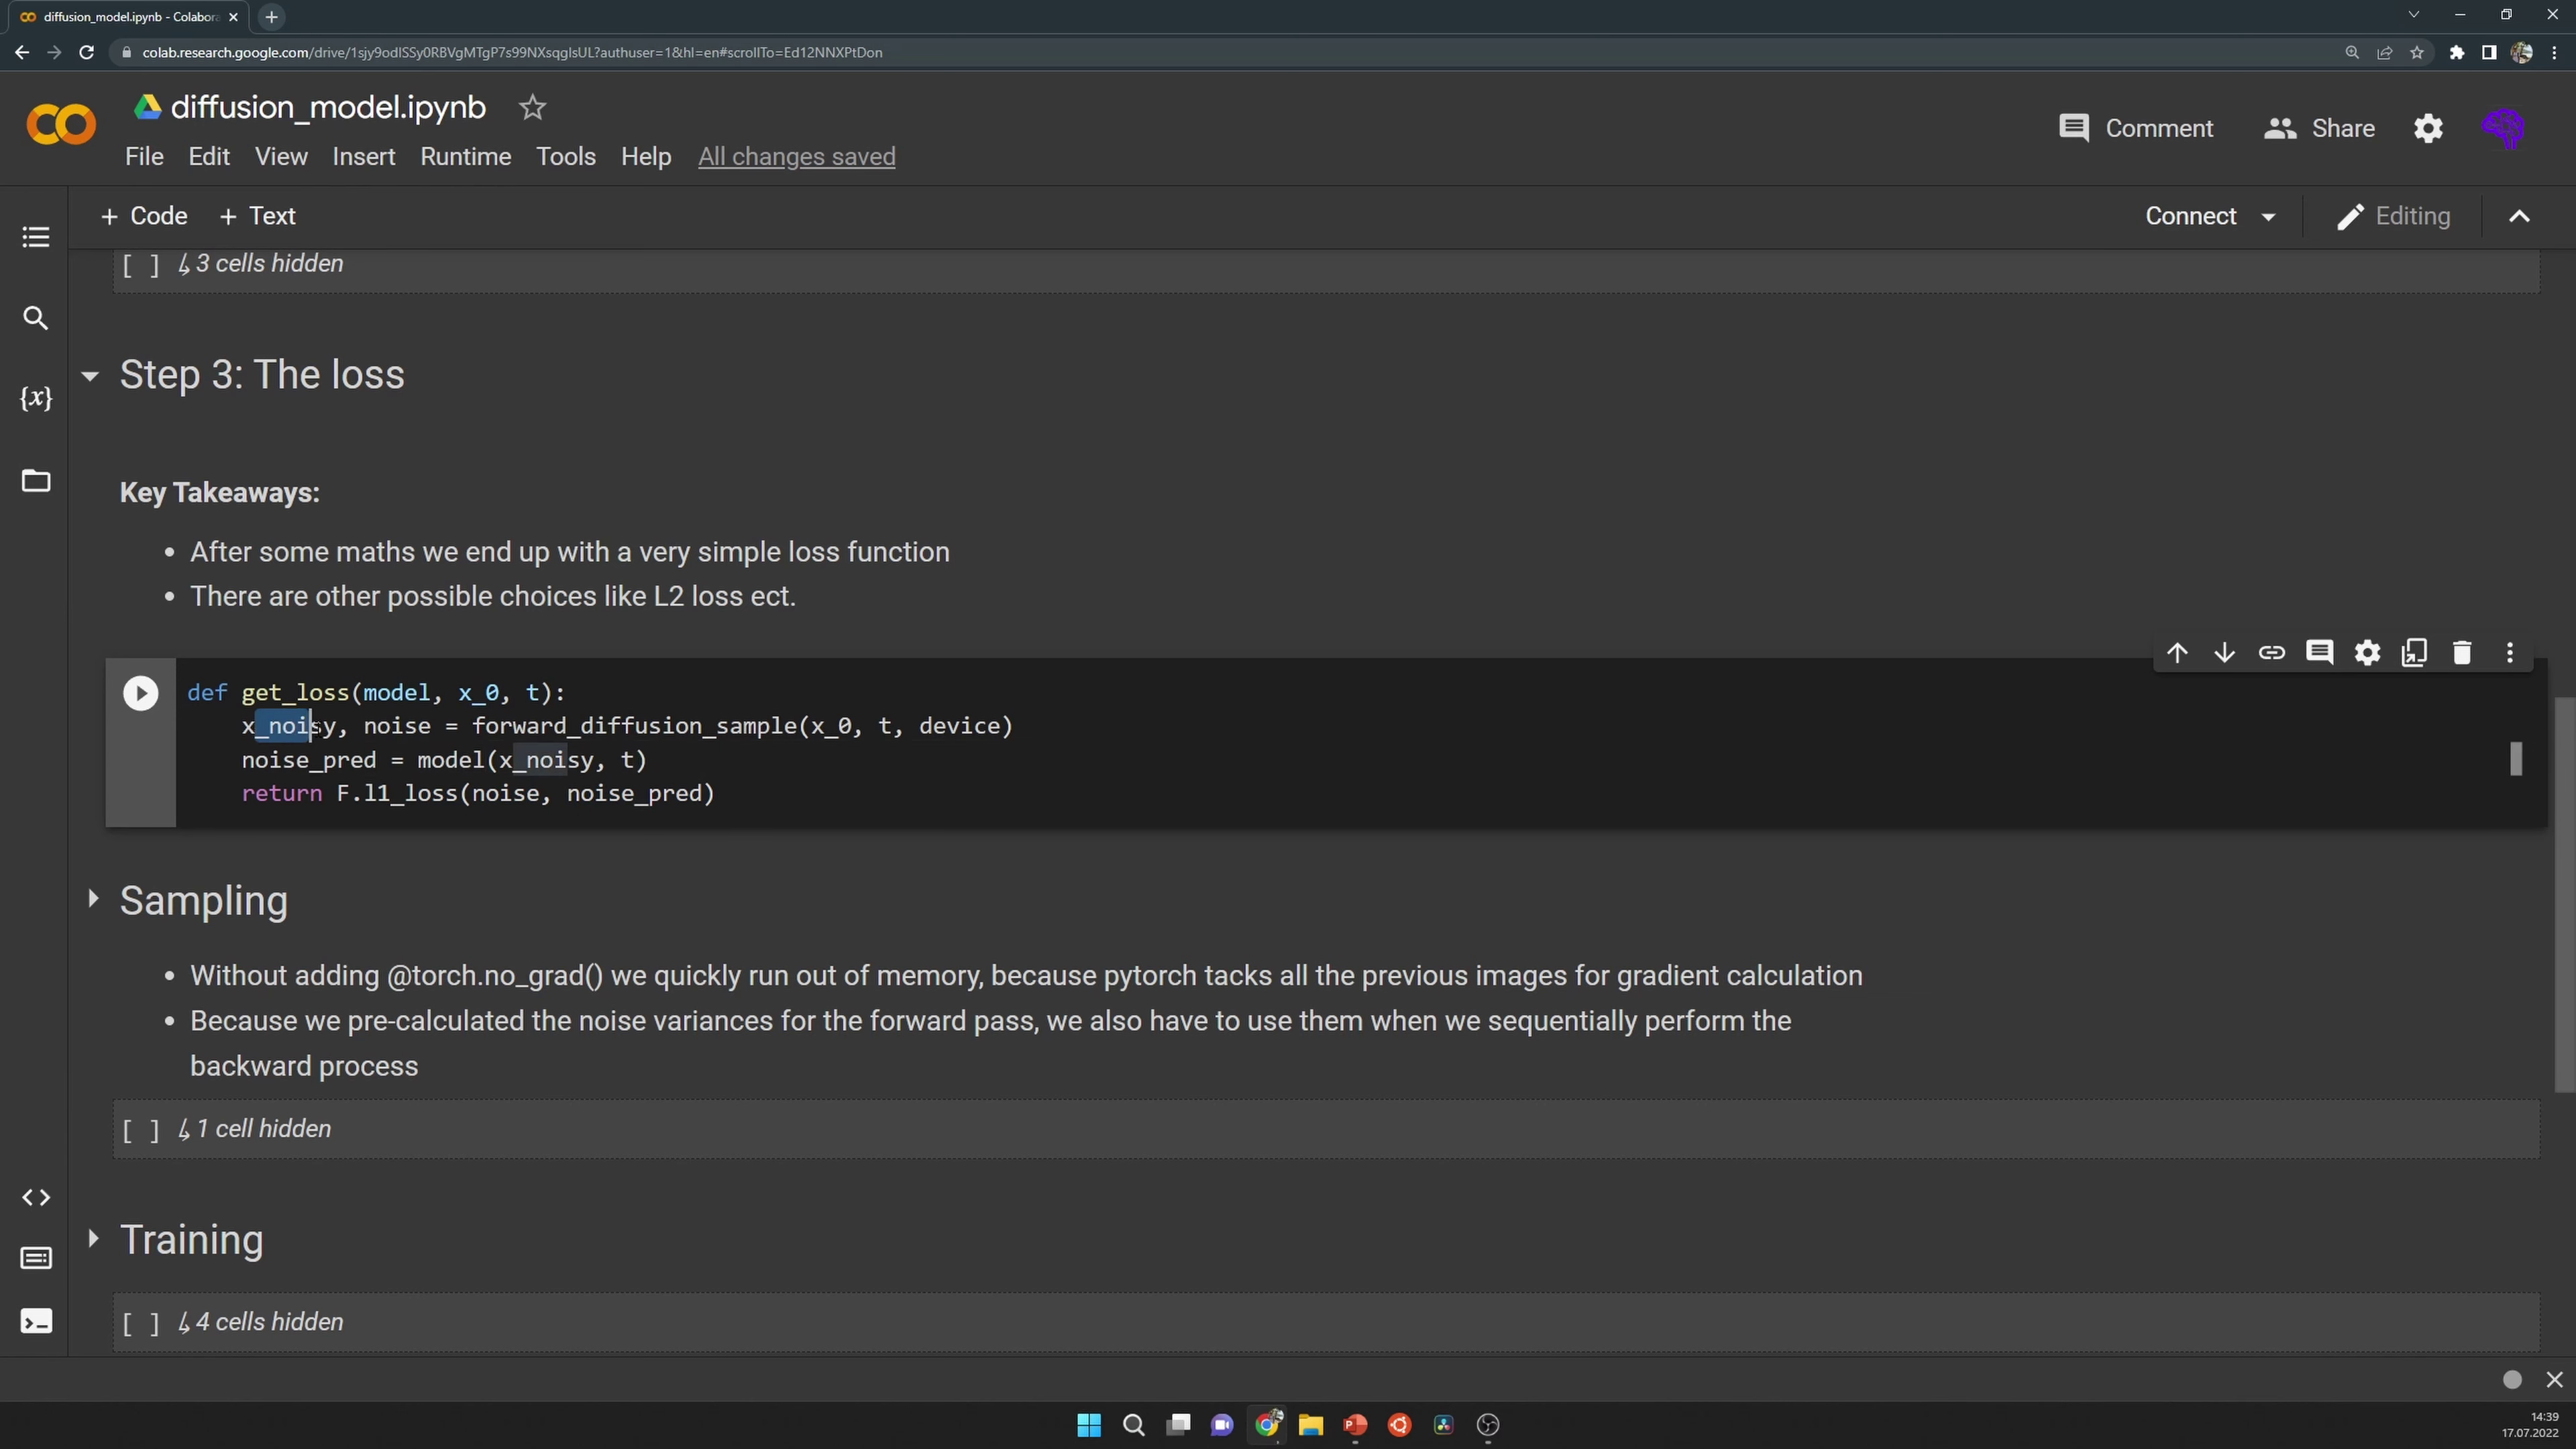 diffusion_model.ipynb - Colabora
colab.research.google.com/drive/1sjy9odlSSy0RBVgMTgP7s99NXsqglsUL?authuser=1&hl=en#scrollTo=Ed12NNXPtDon
diffusion_model.ipynb
Comment
Share
File Edit View Insert Runtime Tools Help All changes saved
+ Code + Text
Connect
Editing
[ ] ↳ 3 cells hidden
Step 3: The loss
{x}
Key Takeaways:
• After some maths we end up with a very simple loss function
• There are other possible choices like L2 loss ect.
def get_loss(model, x_0, t):
x_noisy, noise = forward_diffusion_sample(x_0, t, device)
noise_pred = model(x_noisy, t)
return F.l1_loss(noise, noise_pred)
Sampling
• Without adding @torch.no_grad() we quickly run out of memory, because pytorch tacks all the previous images for gradient calculation
• Because we pre-calculated the noise variances for the forward pass, we also have to use them when we sequentially perform the
backward process
[ ] ↳ 1 cell hidden
Training
[ ] ↳ 4 cells hidden
14:39
17.07.2022